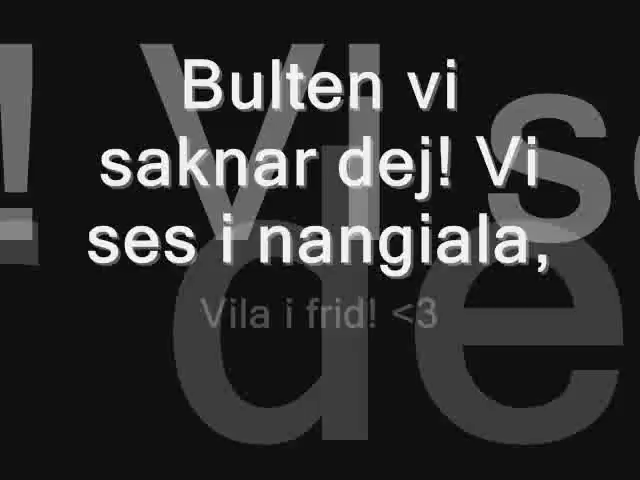 Bulten vi
saknar dej! Vi
ses i nangiala,
Vila i frid! <3